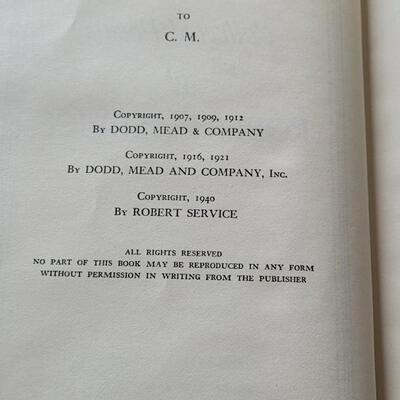 TO
C. M.
COPYRIGHT, 1907, 1909, 1912
BY DODD, MEAD & COMPANY
COPYRIGHT, 1916, 1921
BY DODD, MEAD AND COMPANY, INC.
COPYRIGHT, 1940
BY ROBERT SERVICE
ALL RIGHTS RESERVED
NO PART OF THIS BOOK MAY BE REPRODUCED IN ANY FORM
WITHOUT PERMISSION IN WRITING FROM THE PUBLISHER